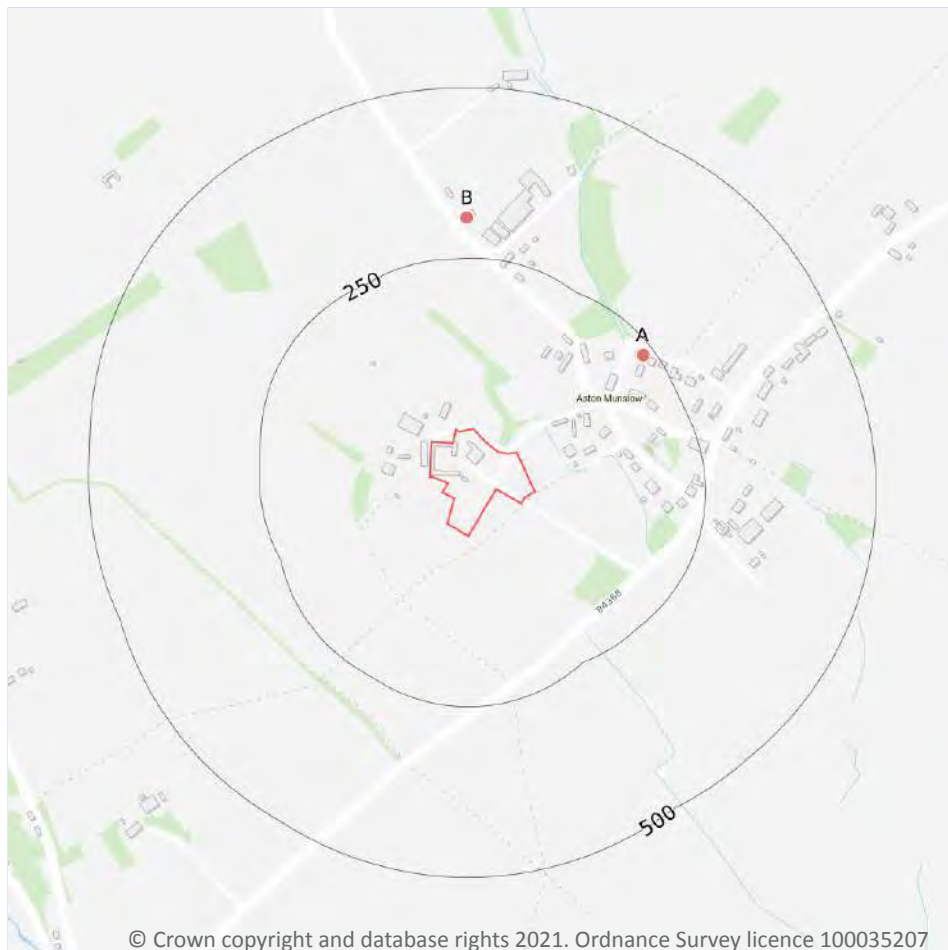 B
250
A
Aston Munslow
B4368
500
© Crown copyright and database rights 2021. Ordnance Survey licence 100035207